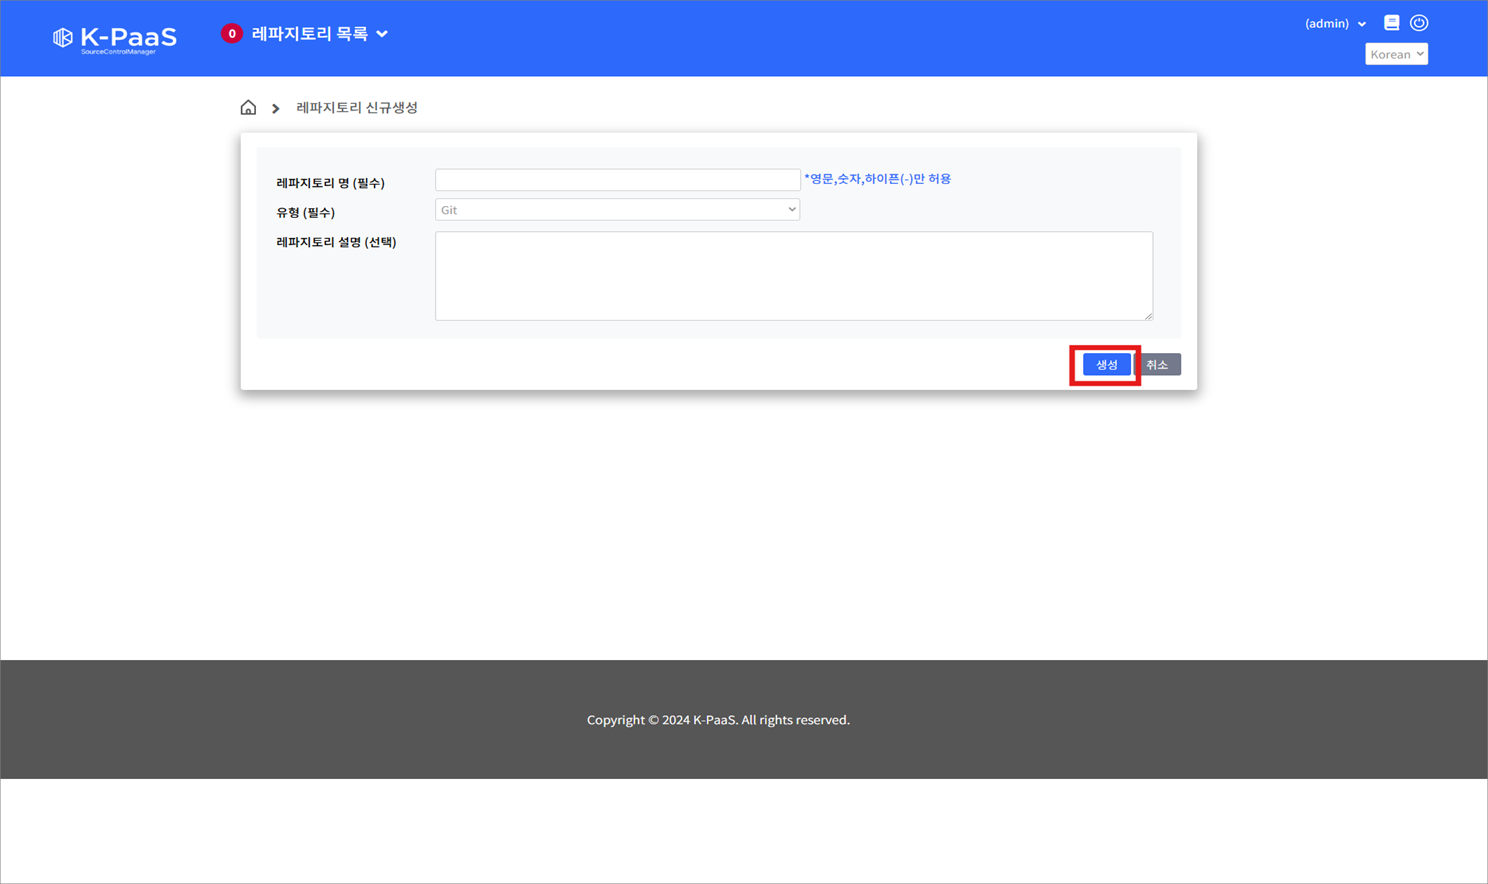 K-PaaS
SourceControlManager
0 레파지토리 목록
(admin)
Korean
레파지토리 신규생성
레파지토리 명 (필수)
*영문,숫자,하이픈(-)만 허용
유형 (필수)
Git
레파지토리 설명 (선택)
생성
취소
Copyright © 2024 K-PaaS. All rights reserved.